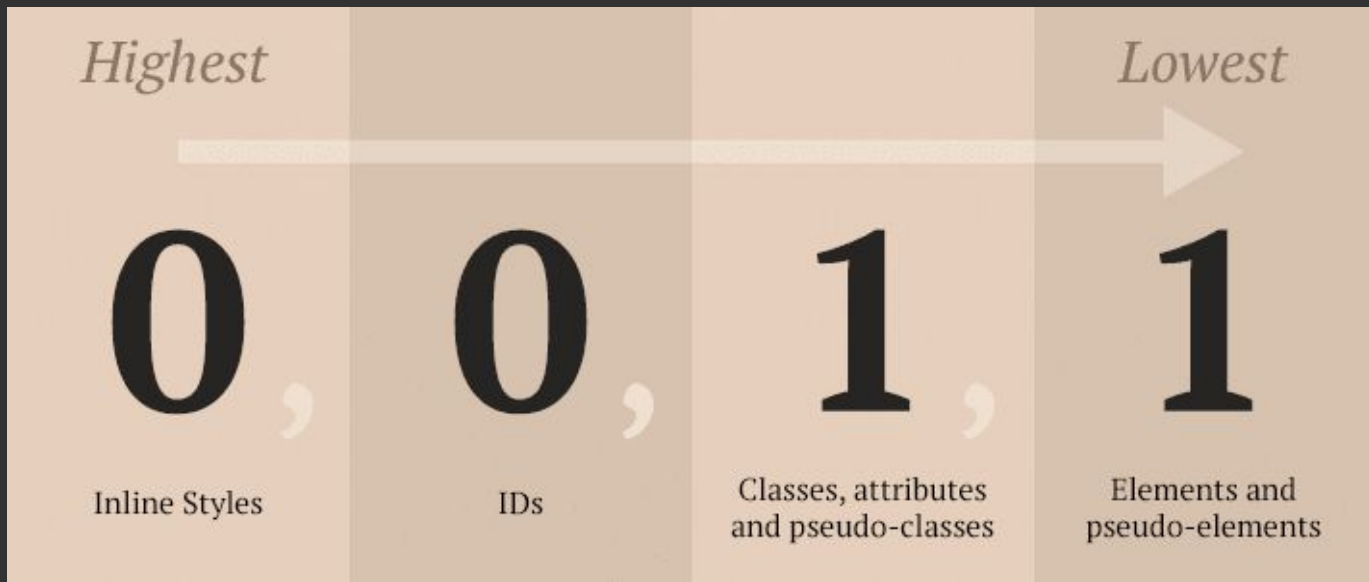 Highest
Lowest
0, 0, 1, 1
Inline Styles
IDs
Classes, attributes
and pseudo-classes
Elements and
pseudo-elements